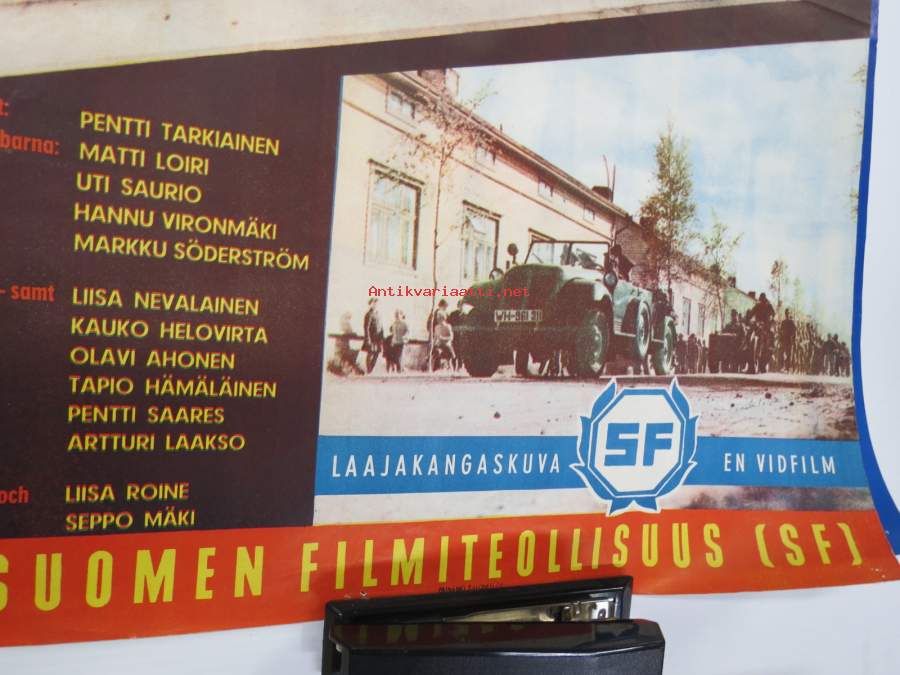 t:
barna:
PENTTI TARKIAINEN
MATTI LOIRI
UTI SAURIO
HANNU VIRONMÄKI
MARKKU SÖDERSTRÖM
- samt
LIISA NEVALAINEN
KAUKO HELOVIRTA
OLAVI AHONEN
TAPIO HÄMÄLÄINEN
PENTTI SAARES
ARTTURI LAAKSO
och
LIISA ROINE
SEPPO MÄKI
Antikvariaatti.net
LAAJAKANGASKUVA
SF
EN VIDFILM
SUOMEN FILMITEOLLISUUS (SF)